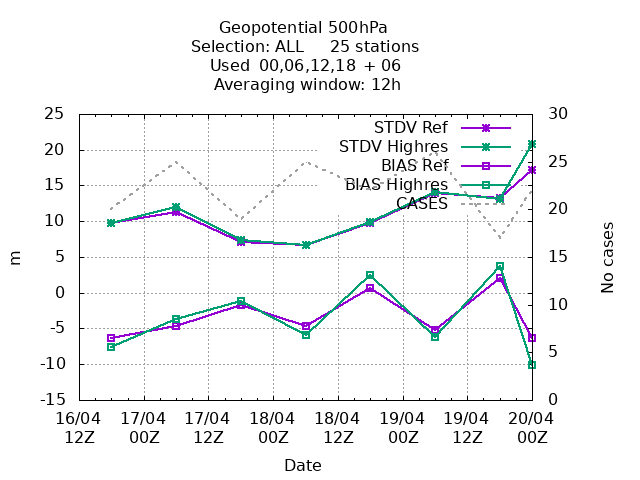 Geopotential 500hPa
Selection: ALL 25 stations
Used 00,06,12,18 + 06
Averaging window: 12h
25
20
15
10
5
0
-5
-10
-15
m
30
25
20
15
10
5
0
No cases
STDV Ref
STDV Highres
BIAS Ref
BIAS Highres
CASES
16/04 17/04 17/04 18/04 18/04 19/04 19/04 20/04
12Z 00Z 12Z 00Z 12Z 00Z 12Z 00Z
Date